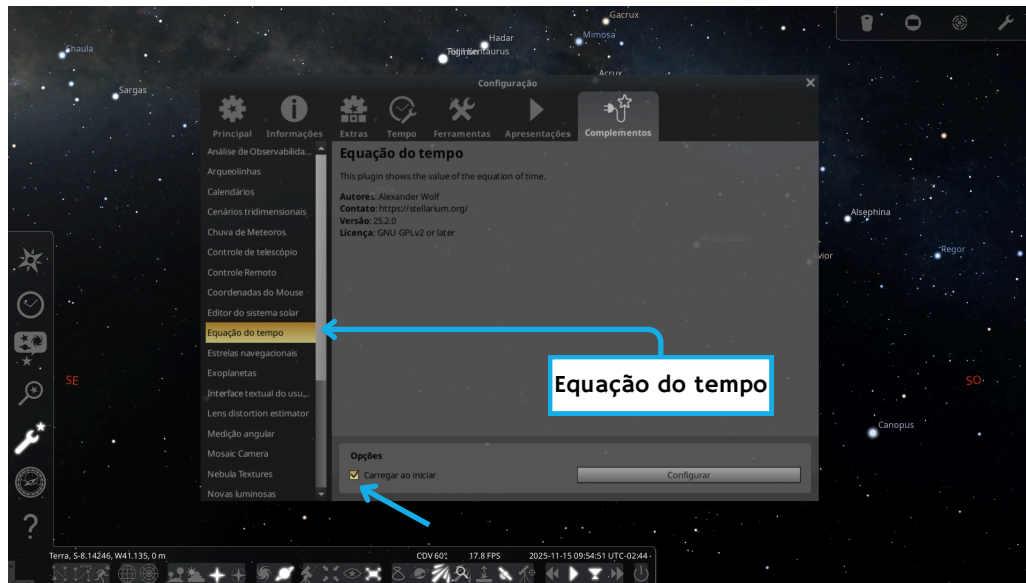 Gacrux
Mimosa
Hadar
Shaula
Acrux
Sargas
Configuração
Principal Informações Extras Tempo Ferramentas Apresentações Complementos
Análise de Observabilida...
Arqueolinhas
Calendários
Cenários tridimensionais
Chuva de Meteoros
Controle de telescópio
Controle Remoto
Coordenadas do Mouse
Editor do sistema solar
Equação do tempo
Estrelas navegacionais
Exoplanetas
Interface textual do usu...
Lens distortion estimator
Medição angular
Mosaic Camera
Nebula Textures
Novas luminosas
Equação do tempo
This plugin shows the value of the equation of time.
Autores: Alexander Wolf
Contato: https://stellarium.org/
Versão: 25.2.0
Licença: GNU GPLv2 or later
Alsephina
Regor
vior
SE
Equação do tempo
S
SO
Canopus
Opções
Carregar ao iniciar
Configurar
?
Terra, S-8.14246, W41.135, 0 m
CDV 60°
17.8 FPS
2025-11-15 09:54:51 UTC-02:44